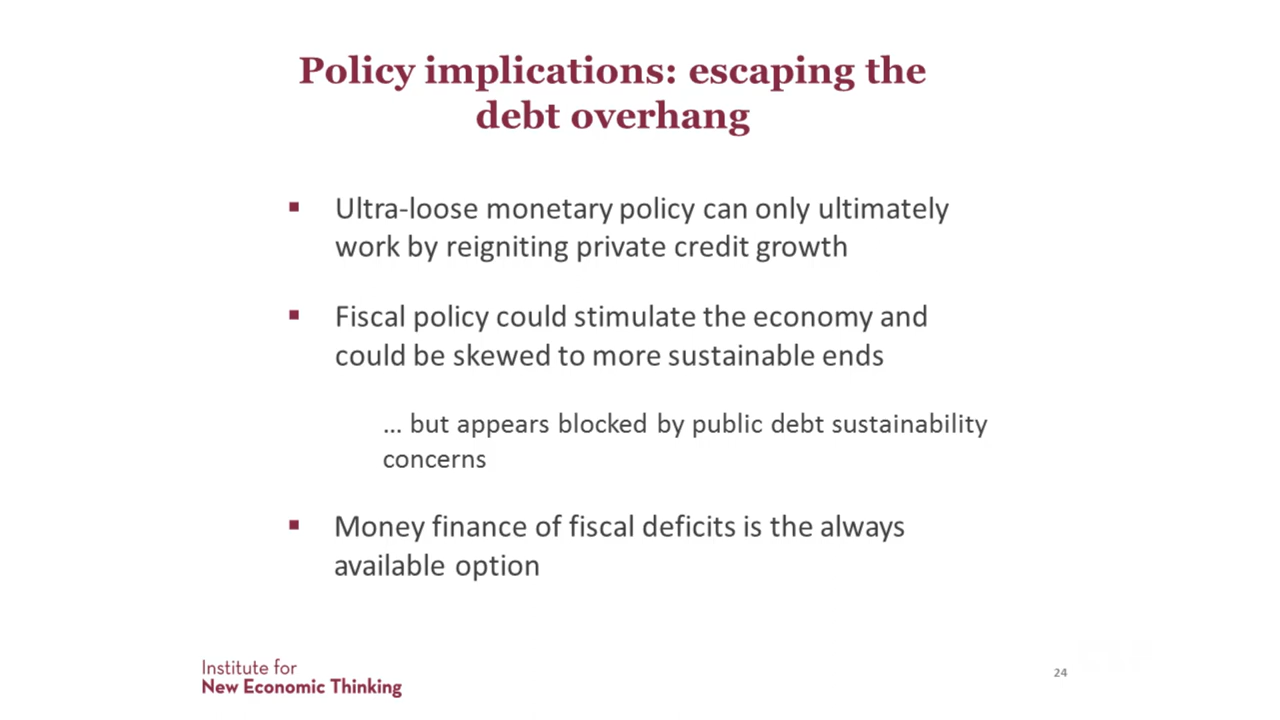 Policy implications: escaping the
debt overhang
▪ Ultra-loose monetary policy can only ultimately
work by reigniting private credit growth
▪ Fiscal policy could stimulate the economy and
could be skewed to more sustainable ends
... but appears blocked by public debt sustainability
concerns
▪ Money finance of fiscal deficits is the always
available option
Institute for
New Economic Thinking
24